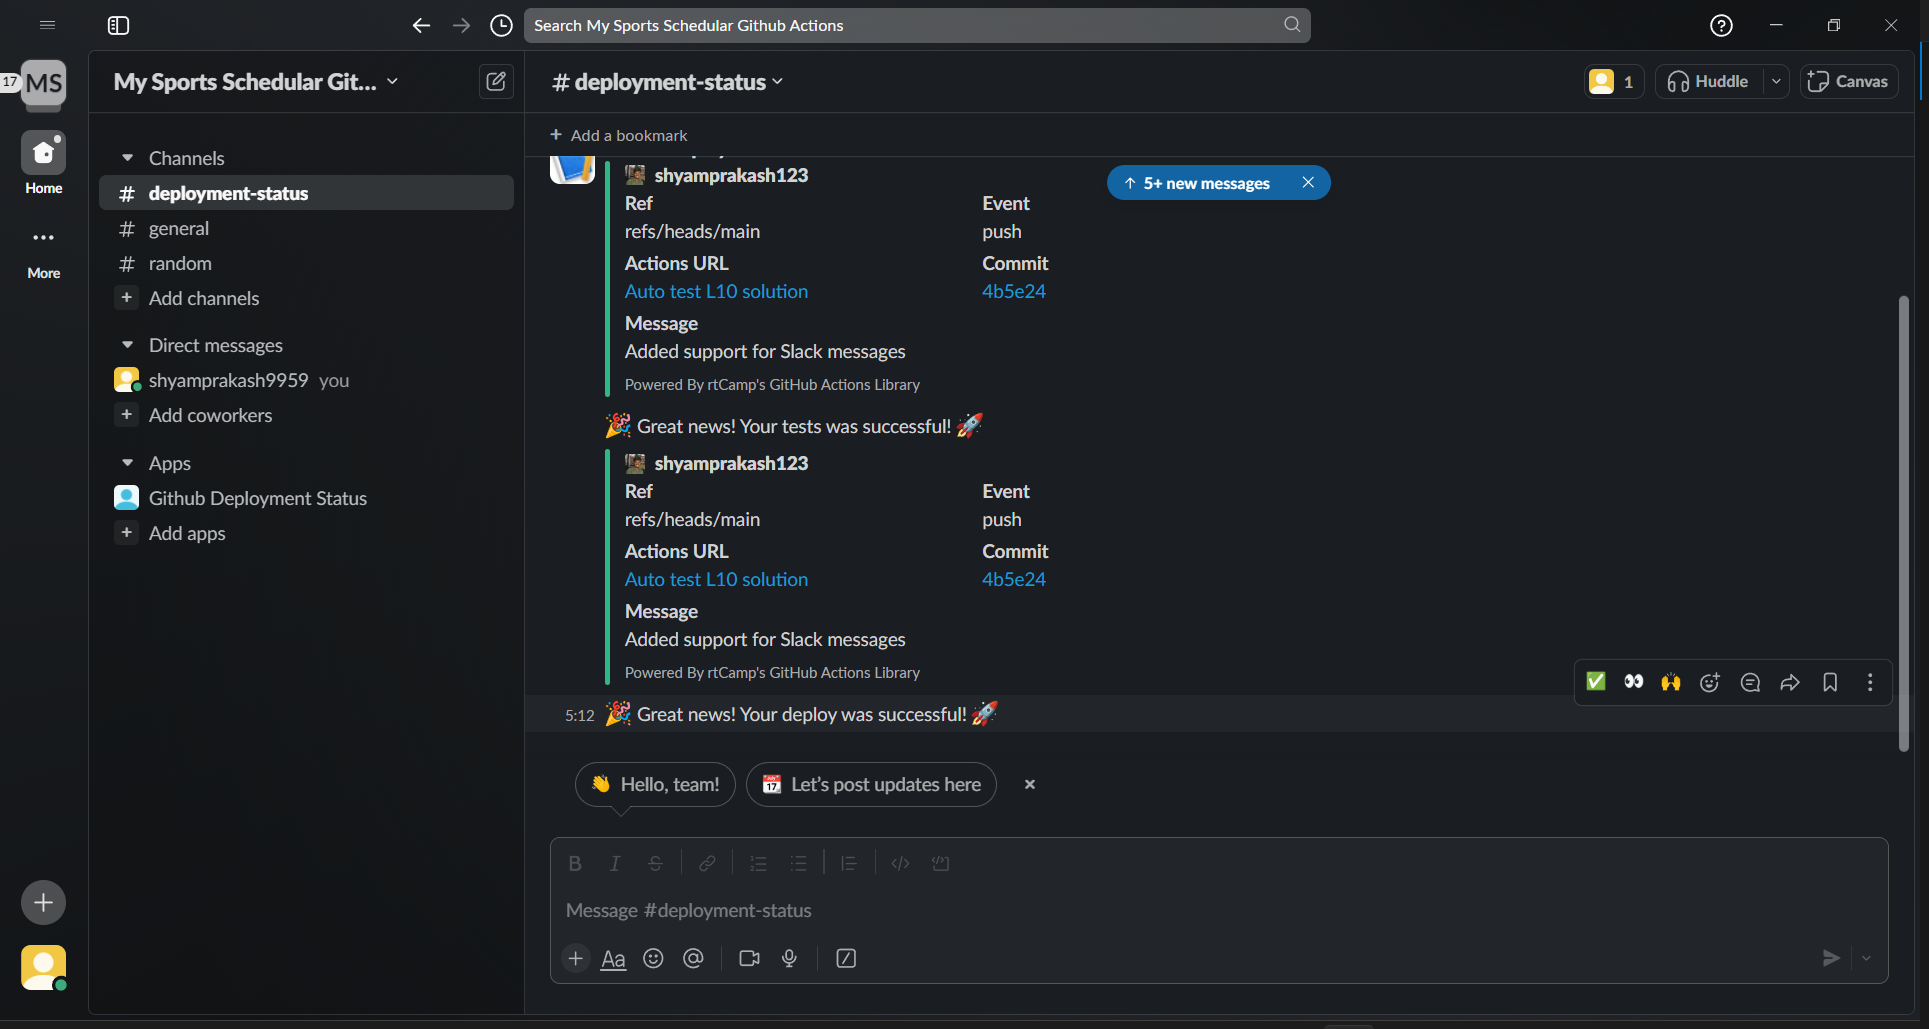 Search My Sports Schedular Github Actions
17
MS
Home
More
My Sports Schedular Git...
Channels
# deployment-status
# general
# random
+ Add channels
Direct messages
shyamprakash9959 you
+ Add coworkers
Apps
Github Deployment Status
+ Add apps
# deployment-status
1
Huddle
Canvas
+ Add a bookmark
↑ 5+ new messages
shyamprakash123
Ref Event
refs/heads/main push
Actions URL Commit
Auto test L10 solution 4b5e24
Message
Added support for Slack messages
Powered By rtCamp's GitHub Actions Library
🎉 Great news! Your tests was successful! 🚀
shyamprakash123
Ref Event
refs/heads/main push
Actions URL Commit
Auto test L10 solution 4b5e24
Message
Added support for Slack messages
Powered By rtCamp's GitHub Actions Library
5:12 🎉 Great news! Your deploy was successful! 🚀
👋 Hello, team!
📆 Let's post updates here
B I S
Message #deployment-status
+ Aa @